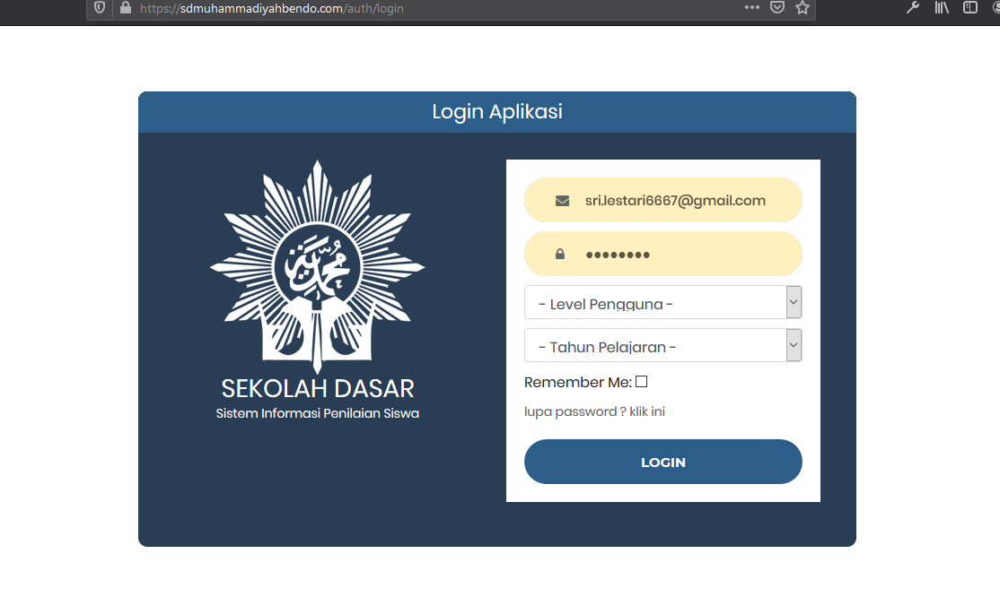 https://sdmuhammadiyahbendo.com/auth/login
Login Aplikasi
محمدية
SEKOLAH DASAR
Sistem Informasi Penilaian Siswa
sri.lestari6667@gmail.com
••••••••
- Level Pengguna -
- Tahun Pelajaran -
Remember Me:
lupa password ? klik ini
LOGIN